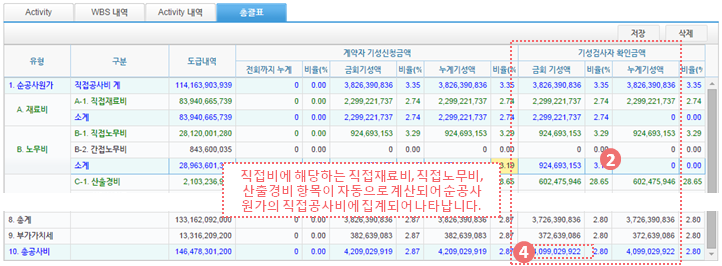 Activity WBS 내역 Activity 내역 총괄표
저장 삭제
유형 구분 도급내역 계약자 기성신청금액 기성검사자 확인금액
전회까지 누계 비율(% 금회기성액 비율(% 누계기성액 비율(% 금회 기성액 비율(% 누계기성액 비율(%
1. 순공사원가 직접공사비 계 114,163,903,939 0 0.00 3,826,390,836 3.35 3,826,390,836 3.35 3,826,390,836 3.35 3,826,390,836 3.35
A. 재료비 A-1. 직접재료비 83,940,665,739 0 0.00 2,299,221,737 2.74 2,299,221,737 2.74 2,299,221,737 2.74 2,299,221,737 2.74
소계 83,940,665,739 0 0.00 2,299,221,737 2.74 2,299,221,737 2.74 2,299,221,737 2.74 0 0.00
B. 노무비 B-1. 직접노무비 28,120,001,280 0 0.00 924,693,153 3.29 924,693,153 3.29 924,693,153 3.29 924,693,153 3.29
B-2. 간접노무비 843,600,035 0 0.00 0 0.00 0 0.00 0 0.00 0 0.00
소계 28,963,601, 3.19 924,693,153 3. 0 0.00
2
C-1. 산출경비 2,103,236, 8.65 602,475,946 28.65 602,475,946 28.65
직접비에 해당하는 직접재료비, 직접노무비,
산출경비 항목이 자동으로 계산되어 순공사
원가의 직접공사비에 집계되어 나타납니다.
8. 총계 133,162,092,000 0 0.00 3,826,390,836 2.87 3,826,390,836 2.87 3,726,390,836 2.80 3,726,390,836 2.80
9. 부가가치세 13,316,209,200 0 0.00 382,639,083 2.87 382,639,083 2.87 372,639,086 2.80 372,639,086 2.80
10. 총공사비 146,478,301,200 0 0.00 4,209,029,919 2.87 4,209,029,919 2.87 4 4,099,029,922 2.80 4,099,029,922 2.80